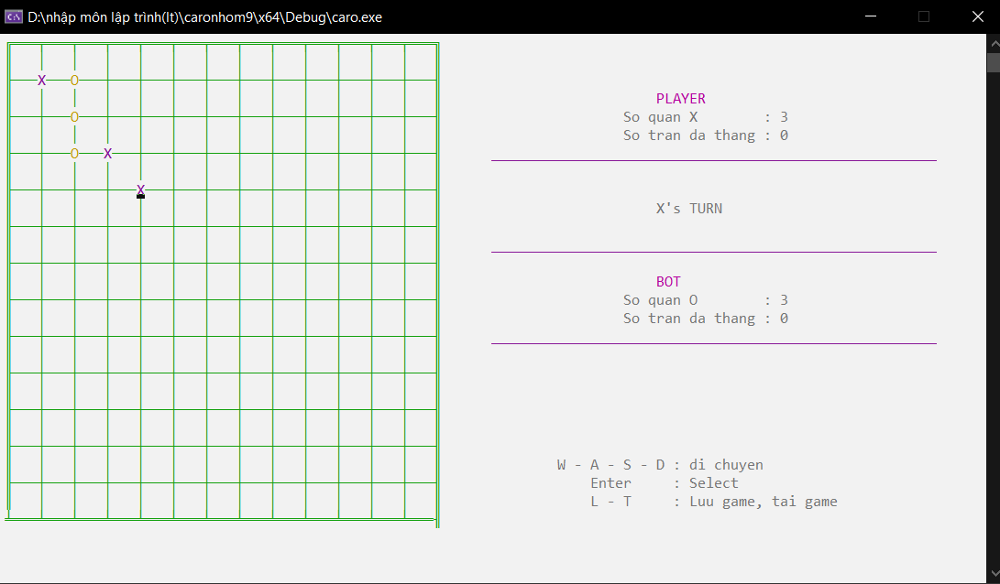 D:\nhập môn lập trình(lt)\caronhom9\x64\Debug\caro.exe
X O
O
O X
X
PLAYER
So quan X : 3
So tran da thang : 0
X's TURN
BOT
So quan O : 3
So tran da thang : 0
W - A - S - D : di chuyen
Enter : Select
L - T : Luu game, tai game